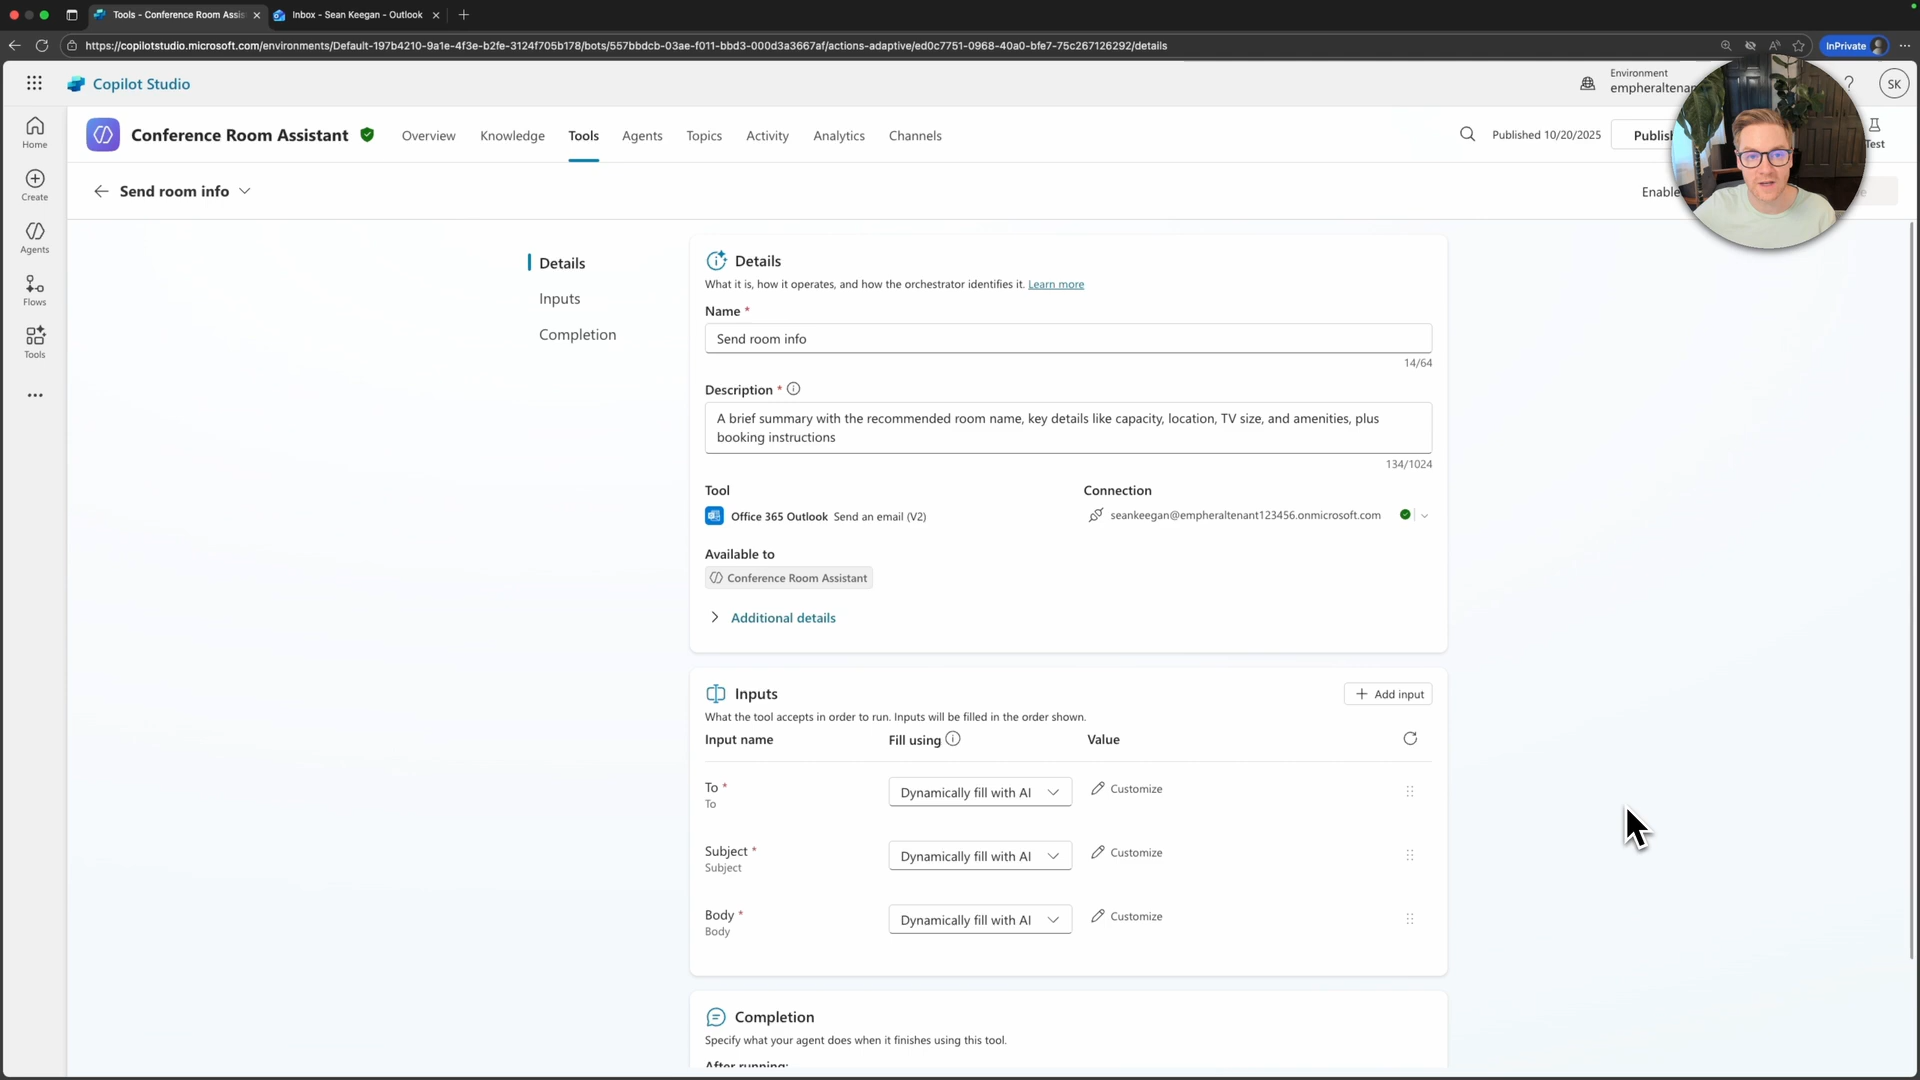 Tools - Conference Room Assis
Inbox - Sean Keegan - Outlook
https://copilotstudio.microsoft.com/environments/Default-197b4210-9a1e-4f3e-b2fe-3124f705b178/bots/557bbdcb-03ae-f011-bbd3-000d3a3667af/actions-adaptive/ed0c7751-0968-40a0-bfe7-75c267126292/details
InPrivate
Copilot Studio
Environment
empheraltenan
?
SK
Home
Create
Agents
Flows
Tools
Conference Room Assistant
Overview
Knowledge
Tools
Agents
Topics
Activity
Analytics
Channels
Published 10/20/2025
Publis
Test
Send room info
Enable
Details
Inputs
Completion
Details
What it is, how it operates, and how the orchestrator identifies it. Learn more
Name *
Send room info
14/64
Description *
A brief summary with the recommended room name, key details like capacity, location, TV size, and amenities, plus
booking instructions
134/1024
Tool
Connection
Office 365 Outlook Send an email (V2)
seankeegan@empheraltenant123456.onmicrosoft.com
Available to
Conference Room Assistant
Additional details
Inputs
Add input
What the tool accepts in order to run. Inputs will be filled in the order shown.
Input name
Fill using
Value
To *
To
Dynamically fill with AI
Customize
Subject *
Subject
Dynamically fill with AI
Customize
Body *
Body
Dynamically fill with AI
Customize
Completion
Specify what your agent does when it finishes using this tool.
After running: